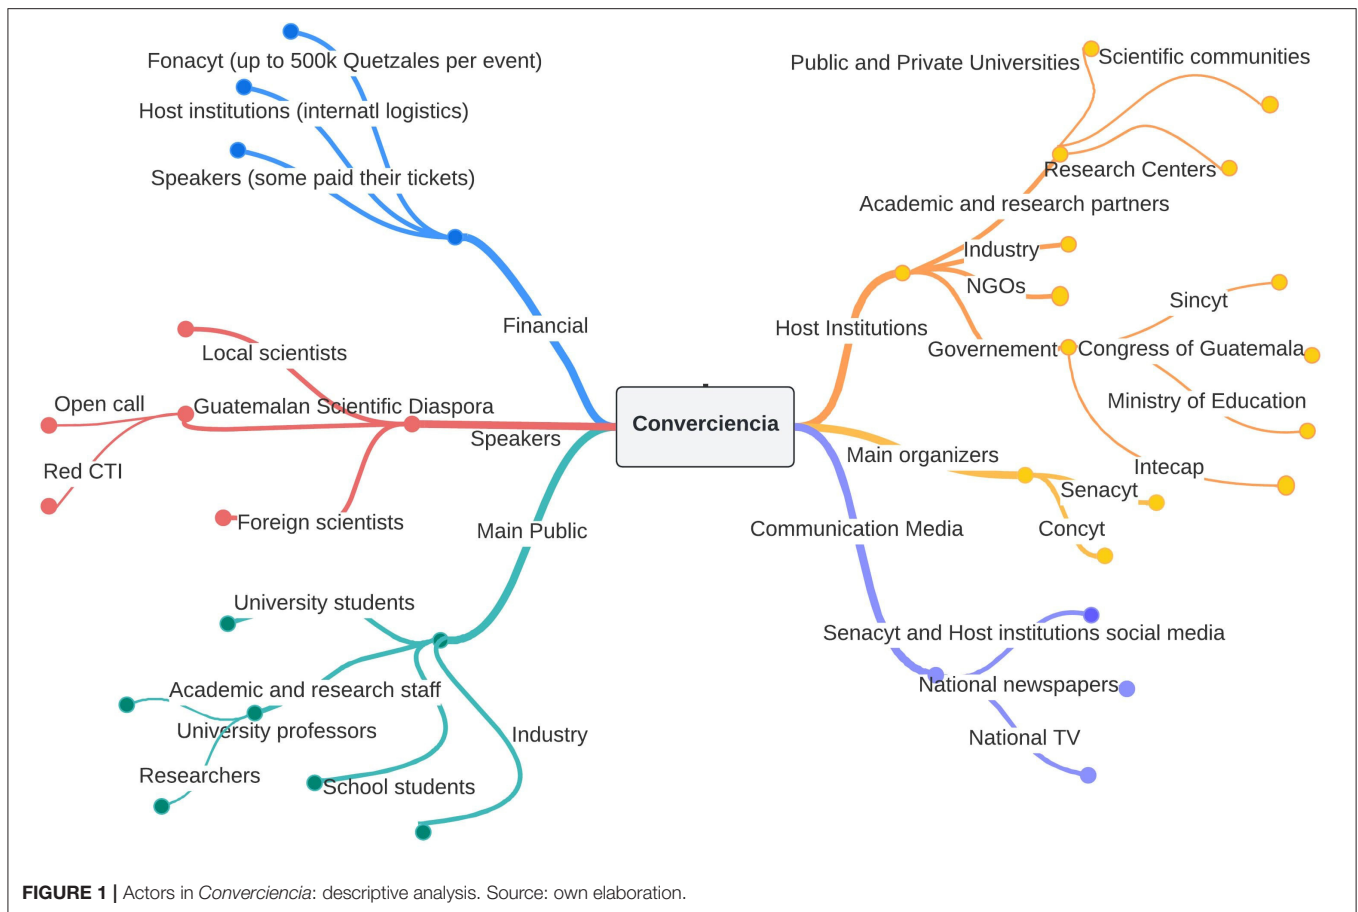 Fonacyt (up to 500k Quetzales per event)
Host institutions (internatl logistics)
Speakers (some paid their tickets)
Financial
Local scientists
Open call
Guatemalan Scientific Diaspora
Speakers
Red CTI
Foreign scientists
Main Public
University students
Academic and research staff
University professors
Researchers
School students
Industry
Converciencia
Public and Private Universities
Scientific communities
Research Centers
Academic and research partners
Industry
NGOs
Host Institutions
Governement
Sincyt
Congress of Guatemala
Ministry of Education
Intecap
Main organizers
Senacyt
Concyt
Communication Media
Senacyt and Host institutions social media
National newspapers
National TV
FIGURE 1 | Actors in Converciencia: descriptive analysis. Source: own elaboration.